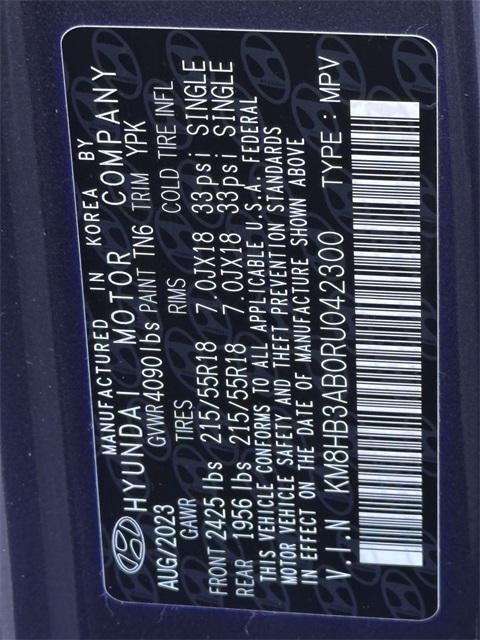 MANUFACTURED IN KOREA BY
HYUNDAI MOTOR COMPANY
AUG/2023 GVWR 4090 lbs PAINT TN6 TRIM YPK
GAWR TIRES RIMS COLD TIRE INFL
FRONT 2425 lbs 215/55R18 7.0JX18 33psi SINGLE
REAR 1956 lbs 215/55R18 7.0JX18 33psi SINGLE
THIS VEHICLE CONFORMS TO ALL APPLICABLE U.S.A. FEDERAL
MOTOR VEHICLE SAFETY AND THEFT PREVENTION STANDARDS
IN EFFECT ON THE DATE OF MANUFACTURE SHOWN ABOVE
V.I.N KM8HB3AB0RU042300 TYPE : MPV